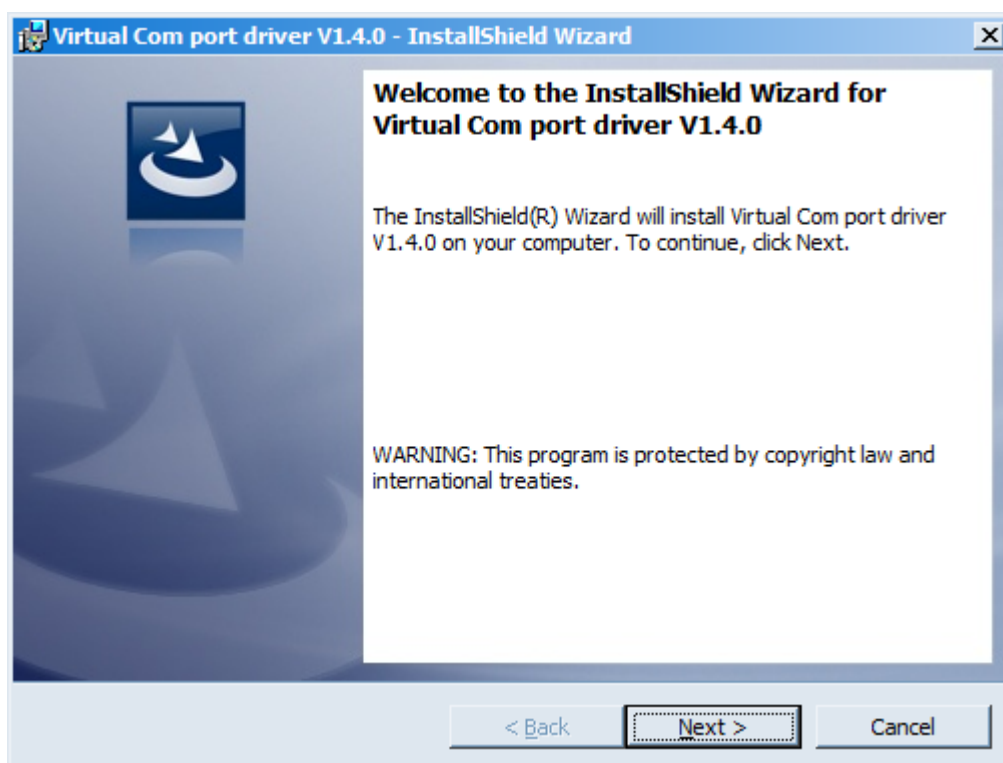 Virtual Com port driver V1.4.0 - InstallShield Wizard
Welcome to the InstallShield Wizard for
Virtual Com port driver V1.4.0
The InstallShield(R) Wizard will install Virtual Com port driver
V1.4.0 on your computer. To continue, click Next.
WARNING: This program is protected by copyright law and
international treaties.
< Back
Next >
Cancel